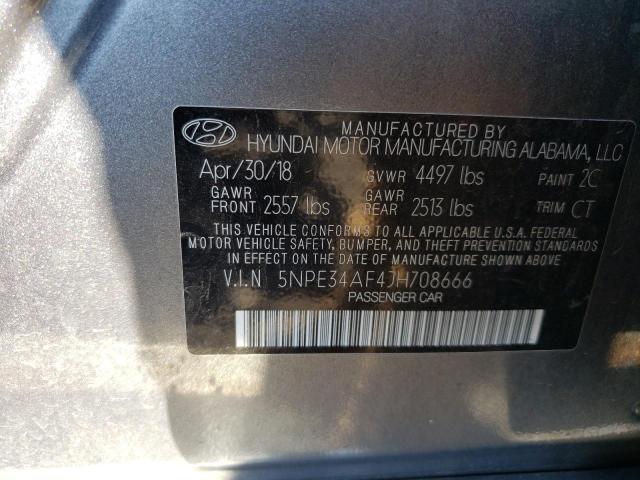 MANUFACTURED BY
HYUNDAI MOTOR MANUFACTURING ALABAMA, LLC
Apr/30/18 GVWR 4497 lbs PAINT 2C
GAWR FRONT 2557 lbs GAWR REAR 2513 lbs TRIM CT
THIS VEHICLE CONFORMS TO ALL APPLICABLE U.S.A. FEDERAL
MOTOR VEHICLE SAFETY, BUMPER, AND THEFT PREVENTION
STANDARDS IN EFFECT ON THE DATE OF MANUFACTURE SHOWN ABOVE.
V.I.N 5NPE34AF4JH708666
PASSENGER CAR